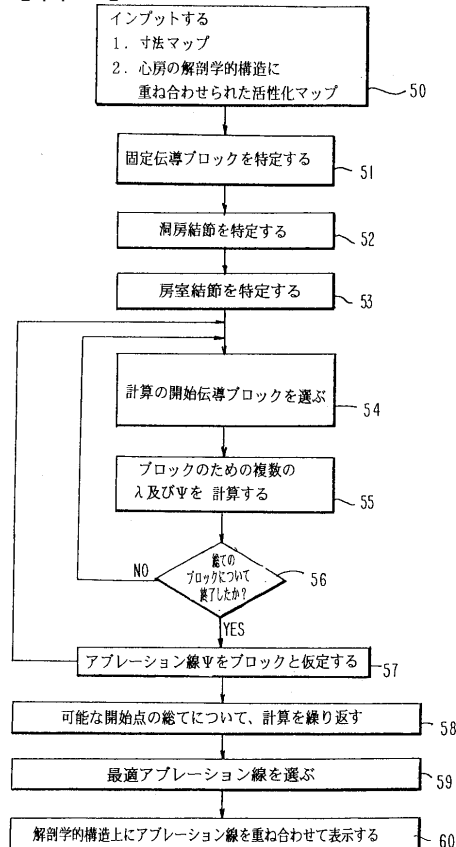 インプットする
1. 寸法マップ
2. 心房の解剖学的構造に
重ね合わせられた活性化マップ
50
固定伝導ブロックを特定する
51
洞房結節を特定する
52
房室結節を特定する
53
計算の開始伝導ブロックを選ぶ
54
ブロックのための複数の
λ及びΨを 計算する
55
総ての
ブロックについて
終了したか?
56
NO
YES
アブレーション線Ψをブロックと仮定する
57
可能な開始点の総てについて、計算を繰り返す
58
最適アブレーション線を選ぶ
59
解剖学的構造上にアブレーション線を重ね合わせて表示する
60